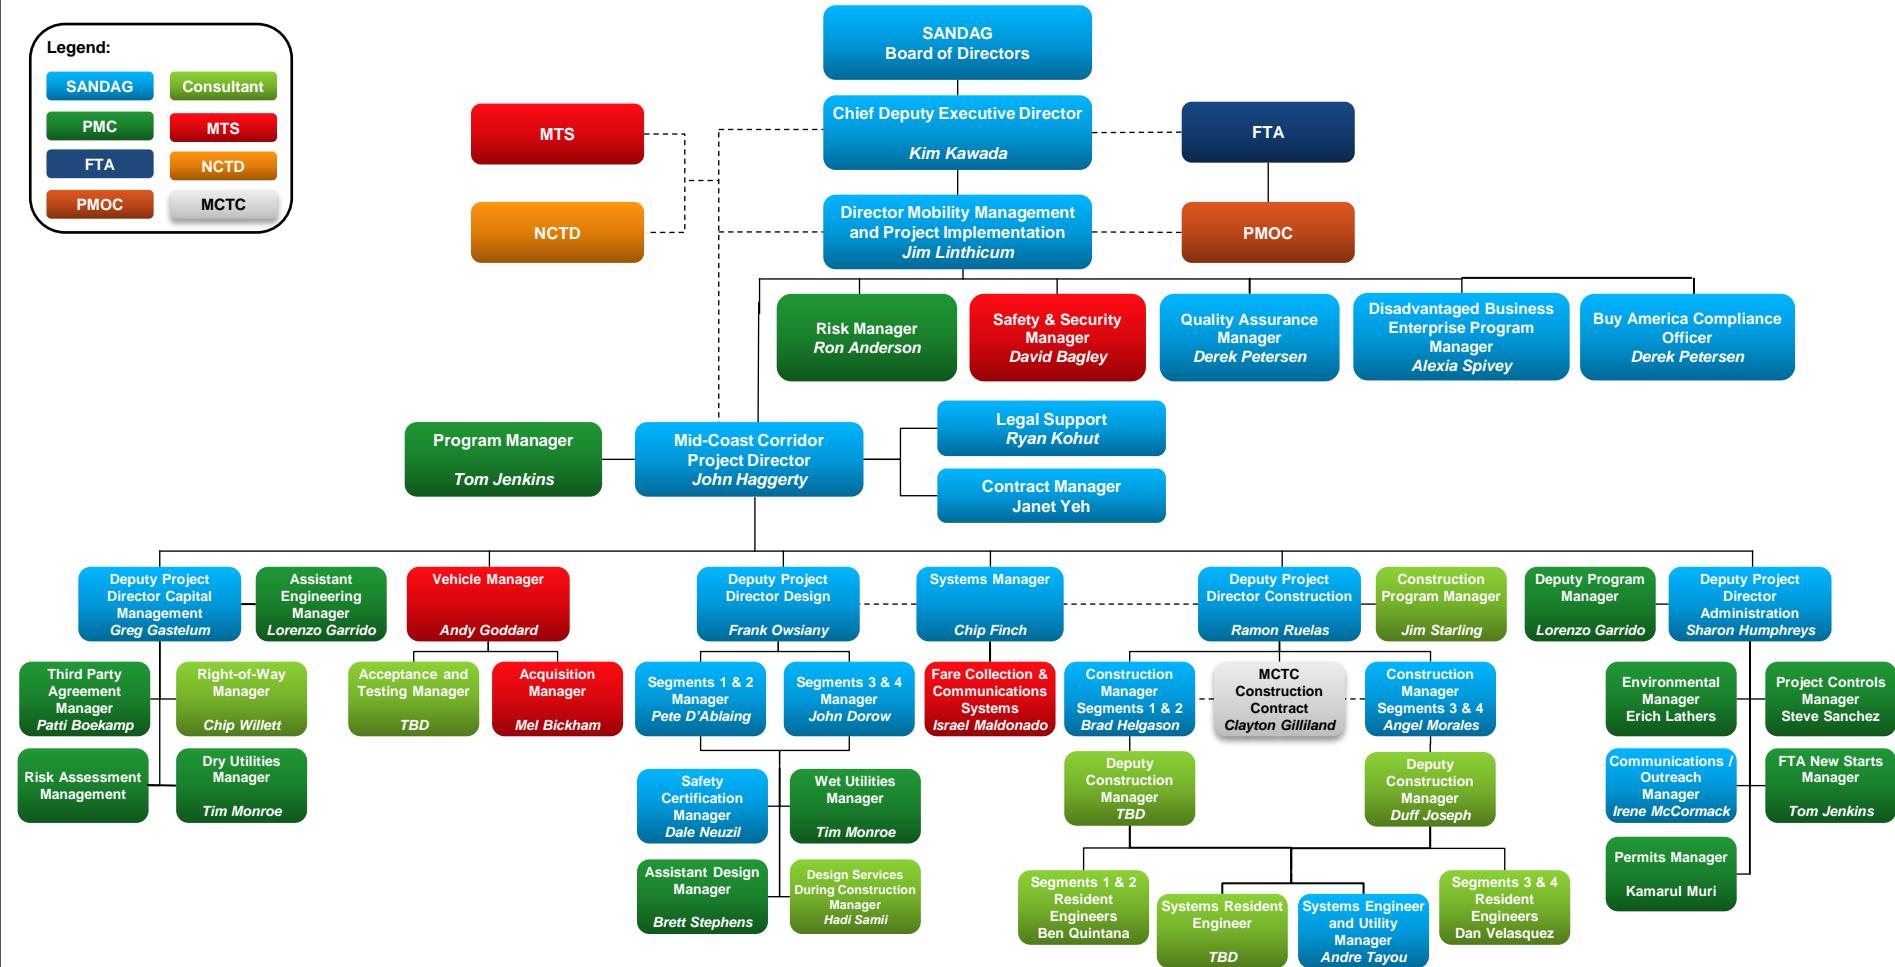 Legend:
SANDAG
Consultant
PMC
MTS
FTA
NCTD
PMOC
MCTC
SANDAG
Board of Directors
MTS
Chief Deputy Executive Director
Kim Kawada
FTA
NCTD
Director Mobility Management
and Project Implementation
Jim Linthicum
PMOC
Risk Manager
Ron Anderson
Safety & Security
Manager
David Bagley
Quality Assurance
Manager
Derek Petersen
Disadvantaged Business
Enterprise Program
Manager
Alexia Spivey
Buy America Compliance
Officer
Derek Petersen
Program Manager
Tom Jenkins
Mid-Coast Corridor
Project Director
John Haggerty
Legal Support
Ryan Kohut
Contract Manager
Janet Yeh
Deputy Project
Director Capital
Management
Greg Gastelum
Assistant
Engineering
Manager
Lorenzo Garrido
Vehicle Manager
Andy Goddard
Deputy Project
Director Design
Frank Owsiany
Systems Manager
Chip Finch
Deputy Project
Director Construction
Ramon Ruelas
Construction
Program Manager
Jim Starling
Deputy Program
Manager
Lorenzo Garrido
Deputy Project
Director
Administration
Sharon Humphreys
Third Party
Agreement
Manager
Patti Boekamp
Right-of-Way
Manager
Chip Willett
Acceptance and
Testing Manager
TBD
Acquisition
Manager
Mel Bickham
Segments 1 & 2
Manager
Pete D'Ablaing
Segments 3 & 4
Manager
John Dorow
Fare Collection &
Communications
Systems
Israel Maldonado
Construction
Manager
Segments 1 & 2
Brad Helgason
MCTC
Construction
Contract
Clayton Gilliland
Construction
Manager
Segments 3 & 4
Angel Morales
Environmental
Manager
Erich Lathers
Project Controls
Manager
Steve Sanchez
Risk Assessment
Management
Dry Utilities
Manager
Tim Monroe
Safety
Certification
Manager
Dale Neuzil
Wet Utilities
Manager
Tim Monroe
Deputy
Construction
Manager
TBD
Deputy
Construction
Manager
Duff Joseph
Communications /
Outreach
Manager
Irene McCormack
FTA New Starts
Manager
Tom Jenkins
Assistant Design
Manager
Brett Stephens
Design Services
During Construction
Manager
Hadi Samii
Segments 1 & 2
Resident
Engineers
Ben Quintana
Systems Resident
Engineer
TBD
Systems Engineer
and Utility
Manager
Andre Tayou
Segments 3 & 4
Resident
Engineers
Dan Velasquez
Permits Manager
Kamarul Muri